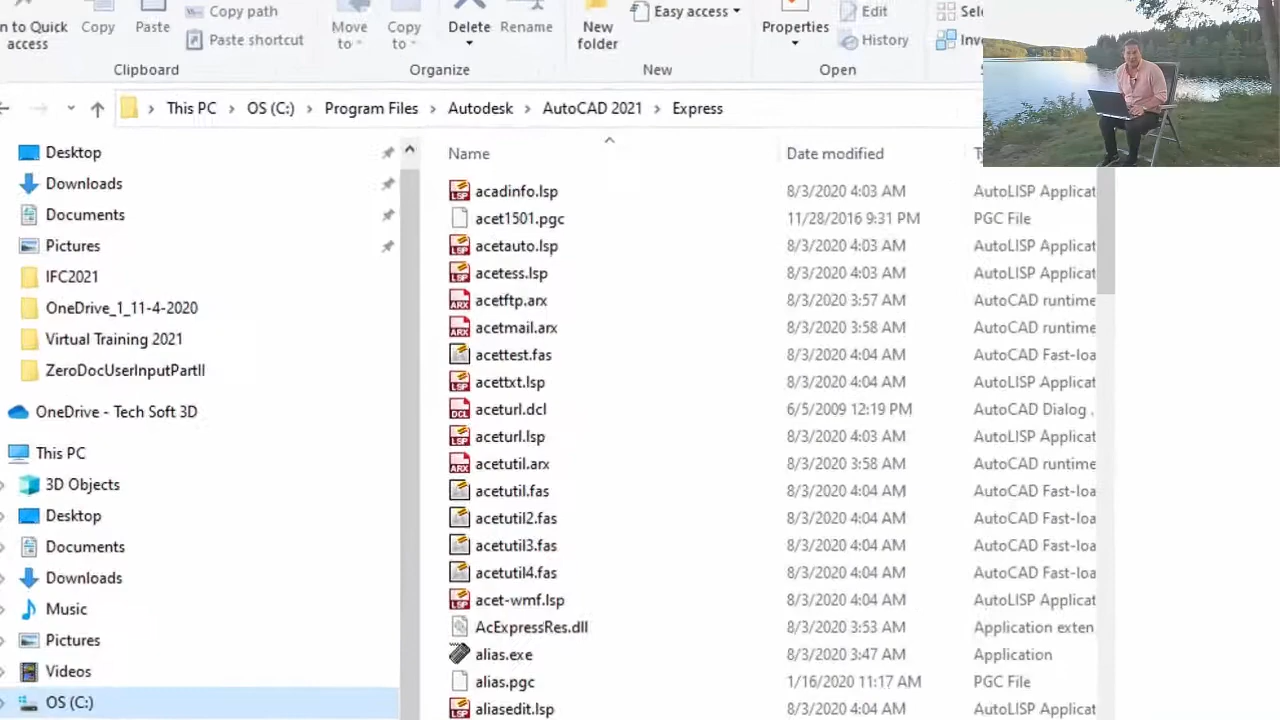 n to Quick
access
Copy
Paste
Copy path
Paste shortcut
Clipboard
Move
to
Copy
to
Delete
Rename
Organize
New
folder
New
Easy access
Properties
Edit
History
Open
Sel
Inv
This PC > OS (C:) > Program Files > Autodesk > AutoCAD 2021 > Express
Desktop
Downloads
Documents
Pictures
IFC2021
OneDrive_1_11-4-2020
Virtual Training 2021
ZeroDocUserInputPartII
OneDrive - Tech Soft 3D
This PC
3D Objects
Desktop
Documents
Downloads
Music
Pictures
Videos
OS (C:)
Name Date modified
acadinfo.lsp 8/3/2020 4:03 AM AutoLISP Applicat
acet1501.pgc 11/28/2016 9:31 PM PGC File
acetauto.lsp 8/3/2020 4:03 AM AutoLISP Applicat
acetess.lsp 8/3/2020 4:03 AM AutoLISP Applicat
acetftp.arx 8/3/2020 3:57 AM AutoCAD runtime
acetmail.arx 8/3/2020 3:58 AM AutoCAD runtime
acettest.fas 8/3/2020 4:04 AM AutoCAD Fast-loa
acettxt.lsp 8/3/2020 4:04 AM AutoLISP Applicat
aceturl.dcl 6/5/2009 12:19 PM AutoCAD Dialog .
aceturl.lsp 8/3/2020 4:03 AM AutoLISP Applicat
acetutil.arx 8/3/2020 3:58 AM AutoCAD runtime
acetutil.fas 8/3/2020 4:04 AM AutoCAD Fast-loa
acetutil2.fas 8/3/2020 4:04 AM AutoCAD Fast-loa
acetutil3.fas 8/3/2020 4:04 AM AutoCAD Fast-loa
acetutil4.fas 8/3/2020 4:04 AM AutoCAD Fast-loa
acet-wmf.lsp 8/3/2020 4:04 AM AutoLISP Applicat
AcExpressRes.dll 8/3/2020 3:53 AM Application exten
alias.exe 8/3/2020 3:47 AM Application
alias.pgc 1/16/2020 11:17 AM PGC File
aliasedit.lsp 8/3/2020 4:04 AM AutoLISP Applicat